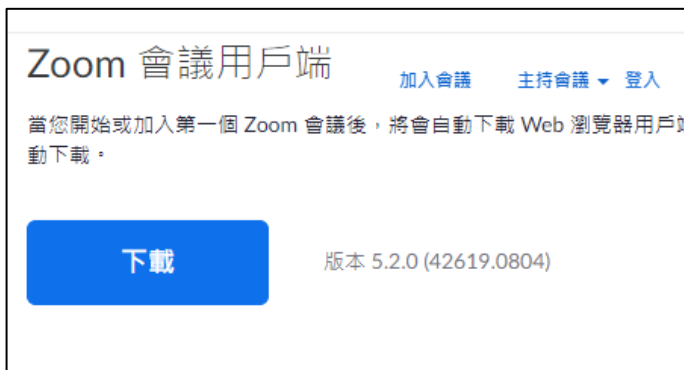 Zoom 會議用戶端
加入會議 主持會議 登入
當您開始或加入第一個 Zoom 會議後，將會自動下載 Web 瀏覽器用戶端
動下載。
下載
版本 5.2.0 (42619.0804)